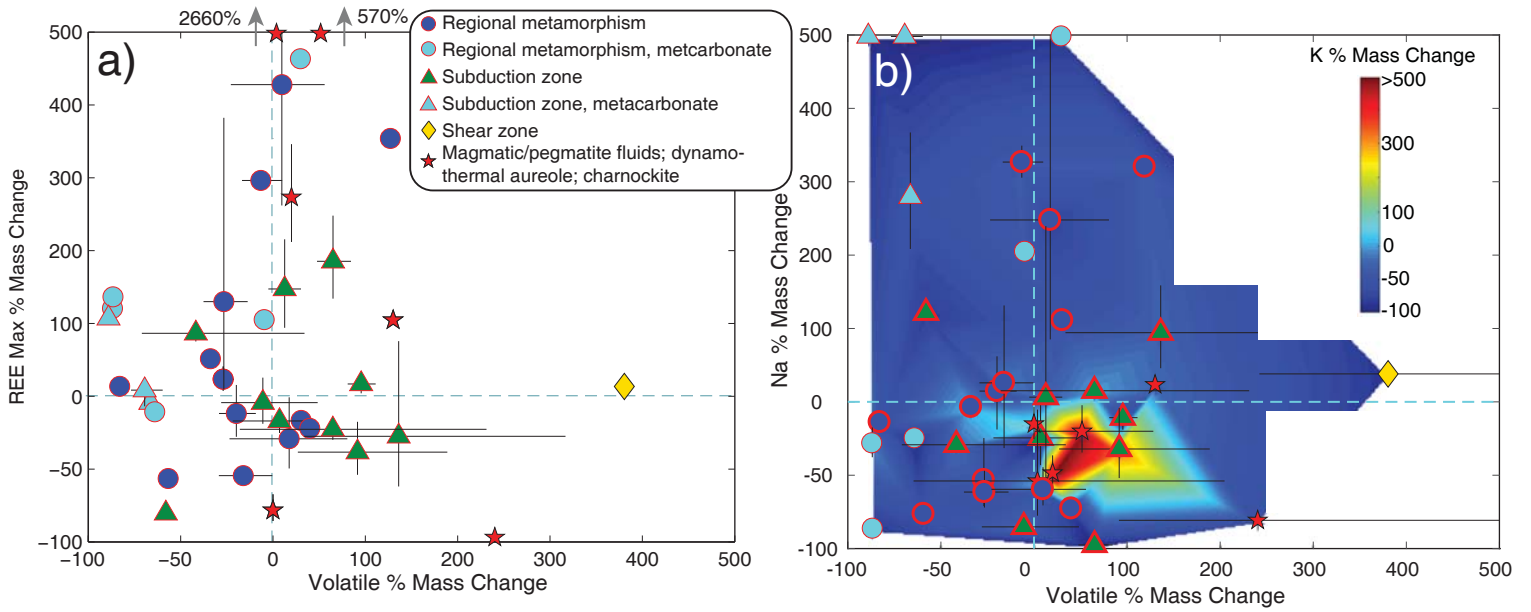 2660%
570%
a)
500
400
300
200
100
0
−50
−100
−100
−50
0
100
200
300
400
500
REE Max % Mass Change
Volatile % Mass Change
Regional metamorphism
Regional metamorphism, metcarbonate
Subduction zone
Subduction zone, metacarbonate
Shear zone
Magmatic/pegmatite fluids; dynamo-
thermal aureole; charnockite
b)
500
400
300
200
100
0
-50
-100
-100
-50
0
100
200
300
400
500
Na % Mass Change
Volatile % Mass Change
K % Mass Change
>500
300
100
0
-50
-100